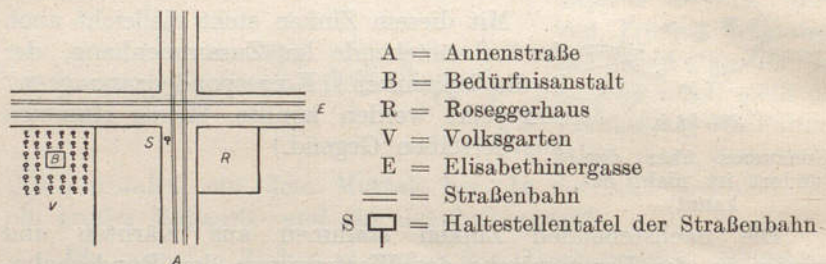 E
S
B
R
V
A
A = Annenstraße
B = Bedürfnisanstalt
R = Roseggerhaus
V = Volksgarten
E = Elisabethinergasse
= Straßenbahn
S = Haltestellentafel der Straßenbahn